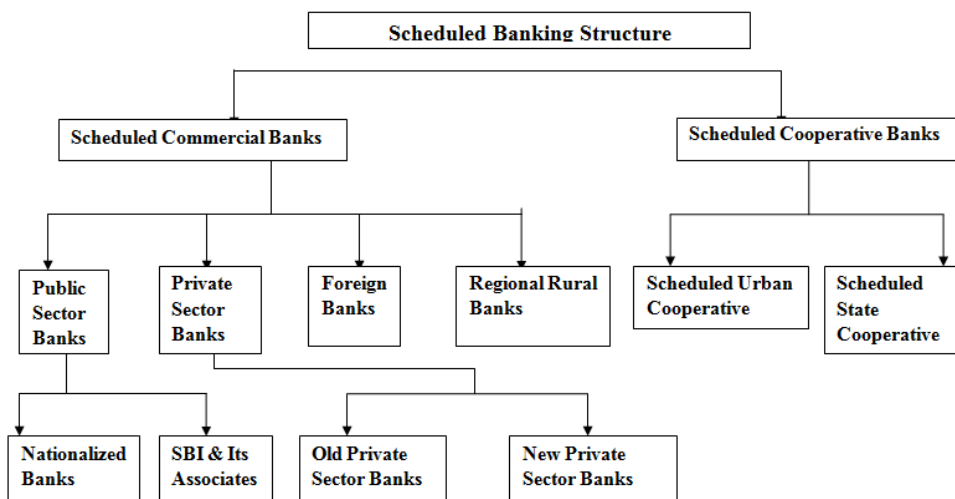 Scheduled Banking Structure
Scheduled Commercial Banks
Scheduled Cooperative Banks
Public
Sector
Banks
Private
Sector
Banks
Foreign
Banks
Regional Rural
Banks
Scheduled Urban
Cooperative
Scheduled
State
Cooperative
Nationalized
Banks
SBI & Its
Associates
Old Private
Sector Banks
New Private
Sector Banks